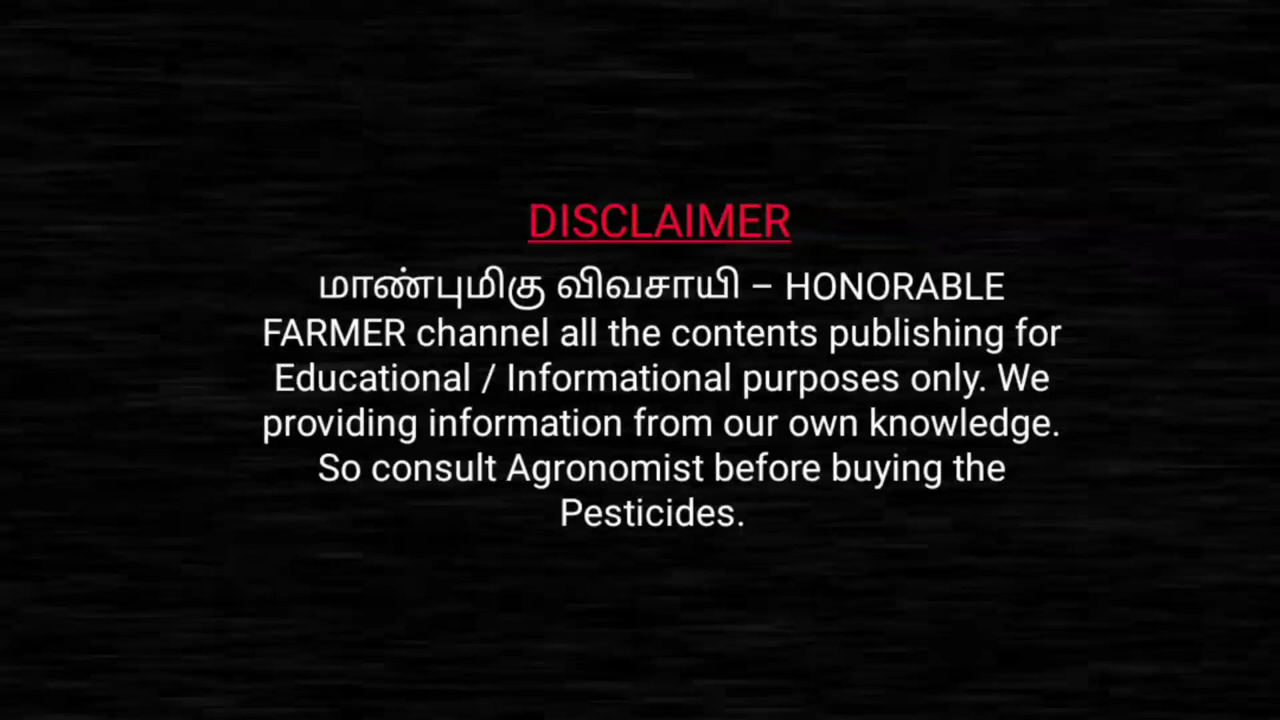 DISCLAIMER
மாண்புமிகு விவசாயி – HONORABLE
FARMER channel all the contents publishing for
Educational / Informational purposes only. We
providing information from our own knowledge.
So consult Agronomist before buying the
Pesticides.